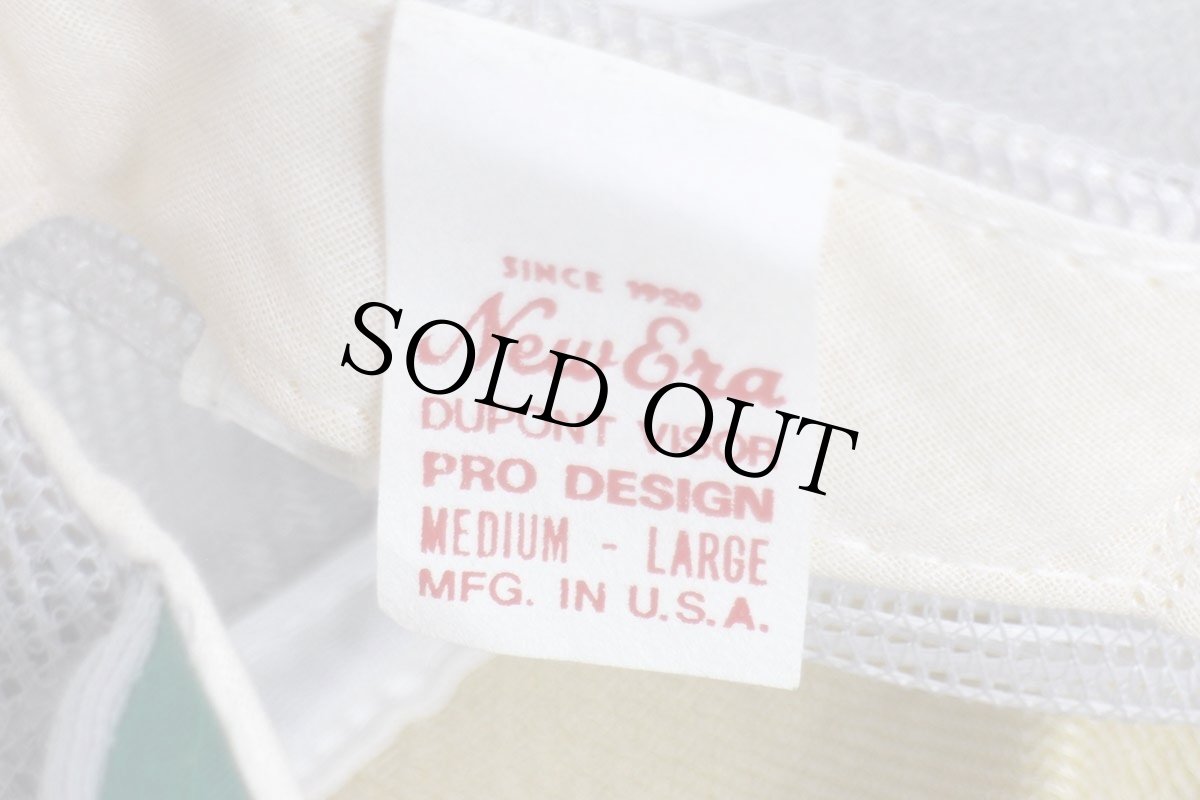 SINCE 1920
New Era
DUPONT VISOR
PRO DESIGN
MEDIUM - LARGE
MFG. IN U.S.A.
SOLD OUT